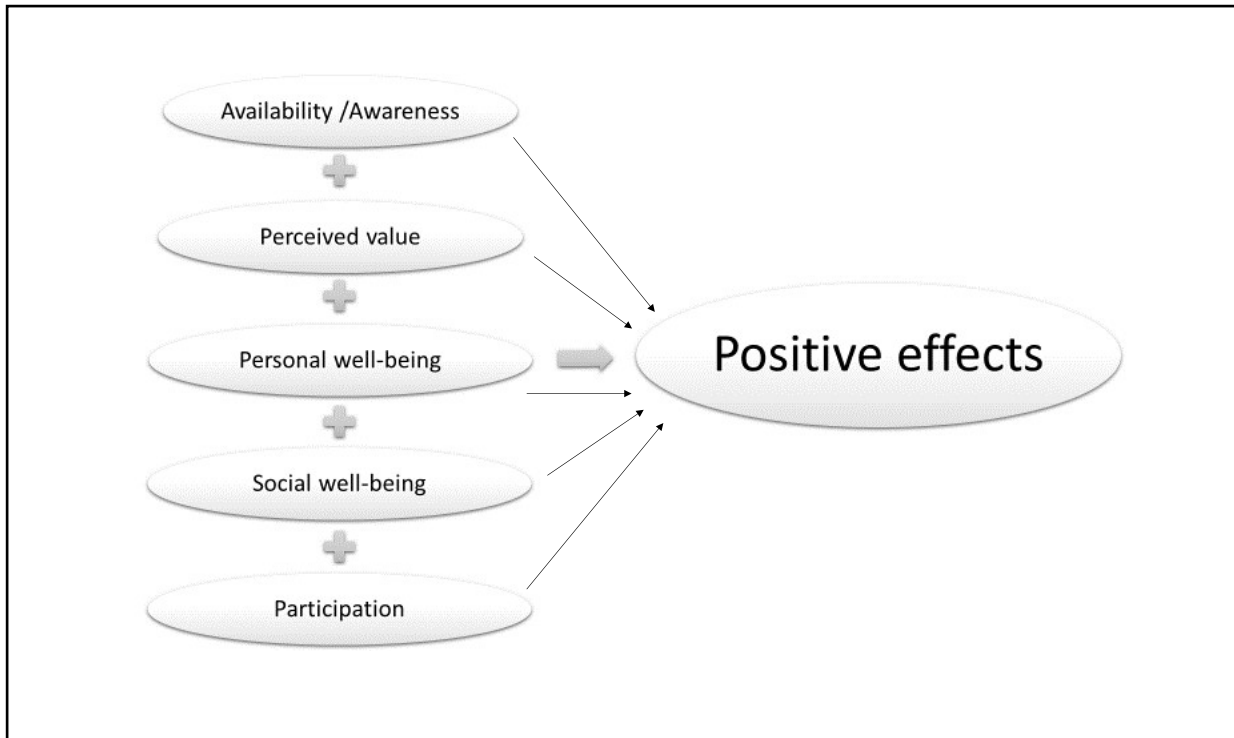 Availability /Awareness
Perceived value
Personal well-being
Positive effects
Social well-being
Participation